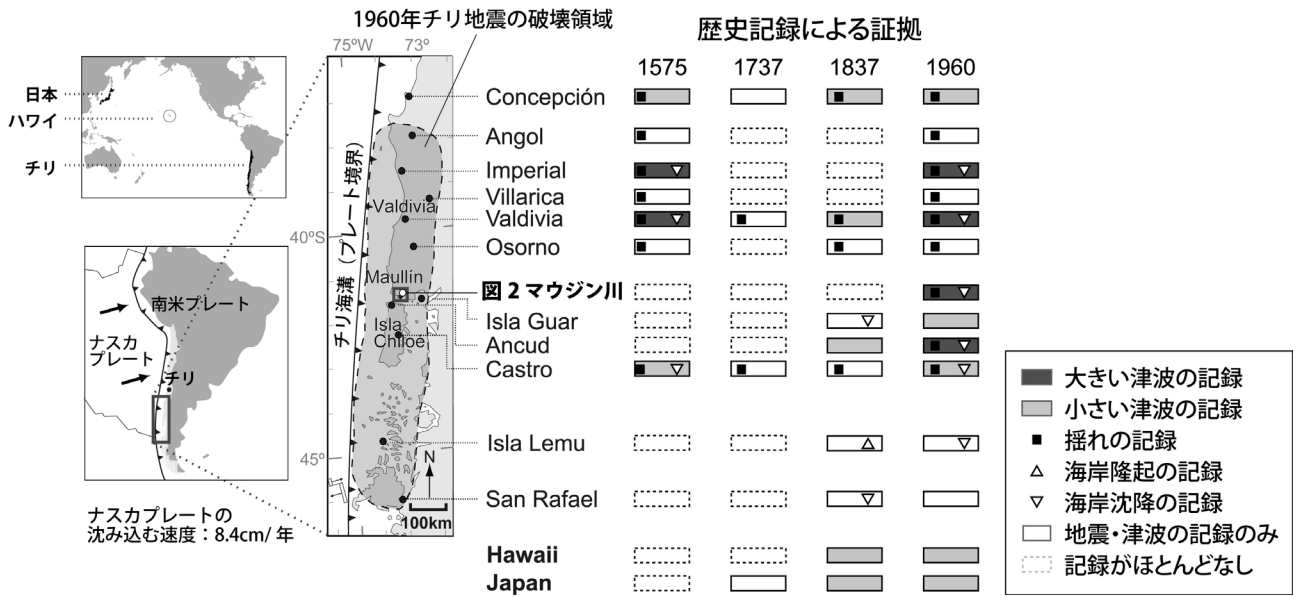 1960年チリ地震の破壊領域
75ºW
73º
日本
ハワイ
チリ
南米プレート
ナスカ
プレート
チリ
ナスカプレートの
沈み込む速度：8.4cm/年
40ºS
45º
チリ海溝（プレート境界）
Valdivia
Maullín
Isla
Chiloé
N
100km
歴史記録による証拠
1575 1737 1837 1960
Concepción
Angol
Imperial
Villarica
Valdivia
Osorno
図2マウジン川
Isla Guar
Ancud
Castro
Isla Lemu
San Rafael
Hawaii
Japan
大きい津波の記録
小さい津波の記録
揺れの記録
海岸隆起の記録
海岸沈降の記録
地震・津波の記録のみ
記録がほとんどなし